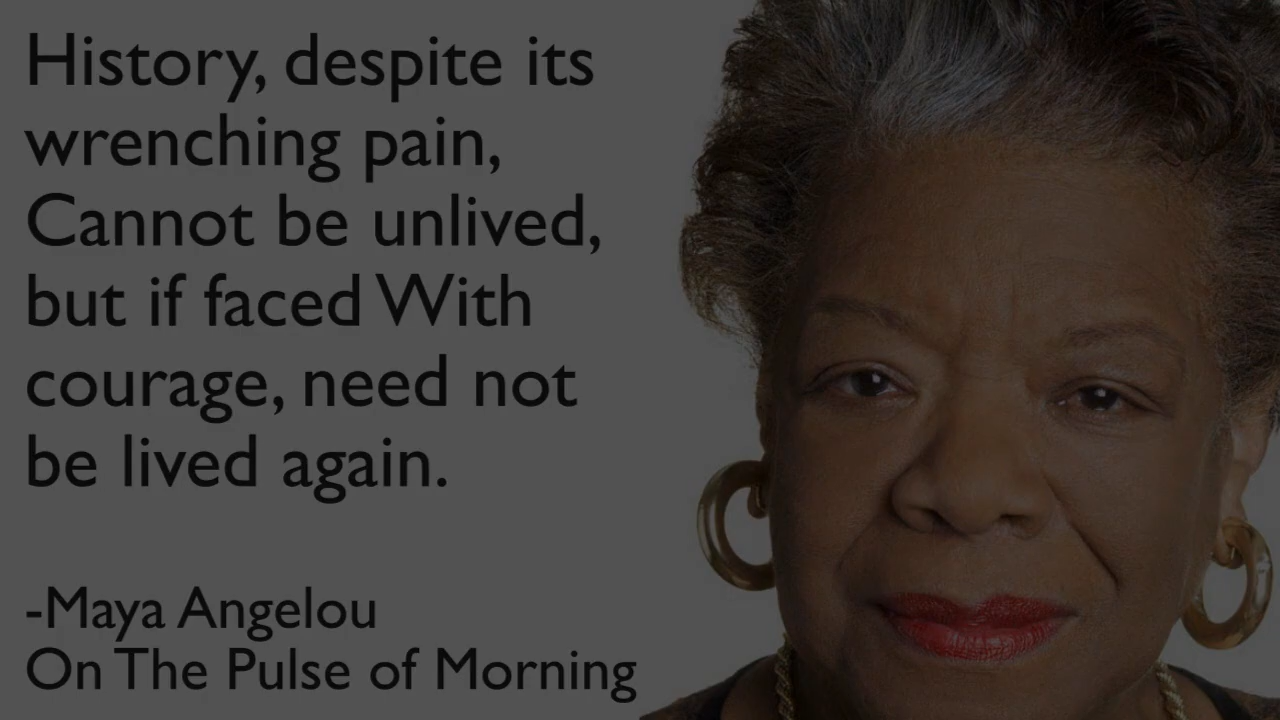 History, despite its
wrenching pain,
Cannot be unlived,
but if faced With
courage, need not
be lived again.
-Maya Angelou
On The Pulse of Morning